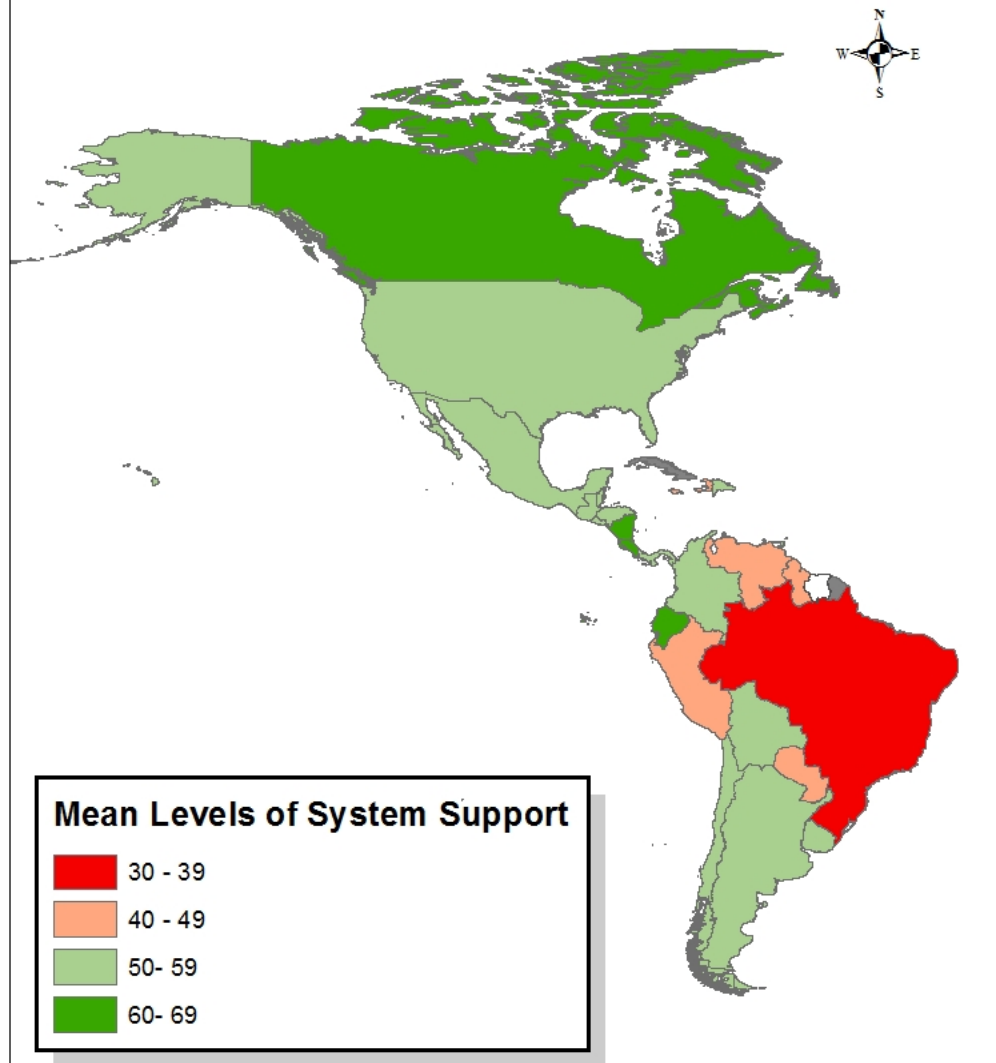 N
W E
S
Mean Levels of System Support
30 - 39
40 - 49
50- 59
60- 69